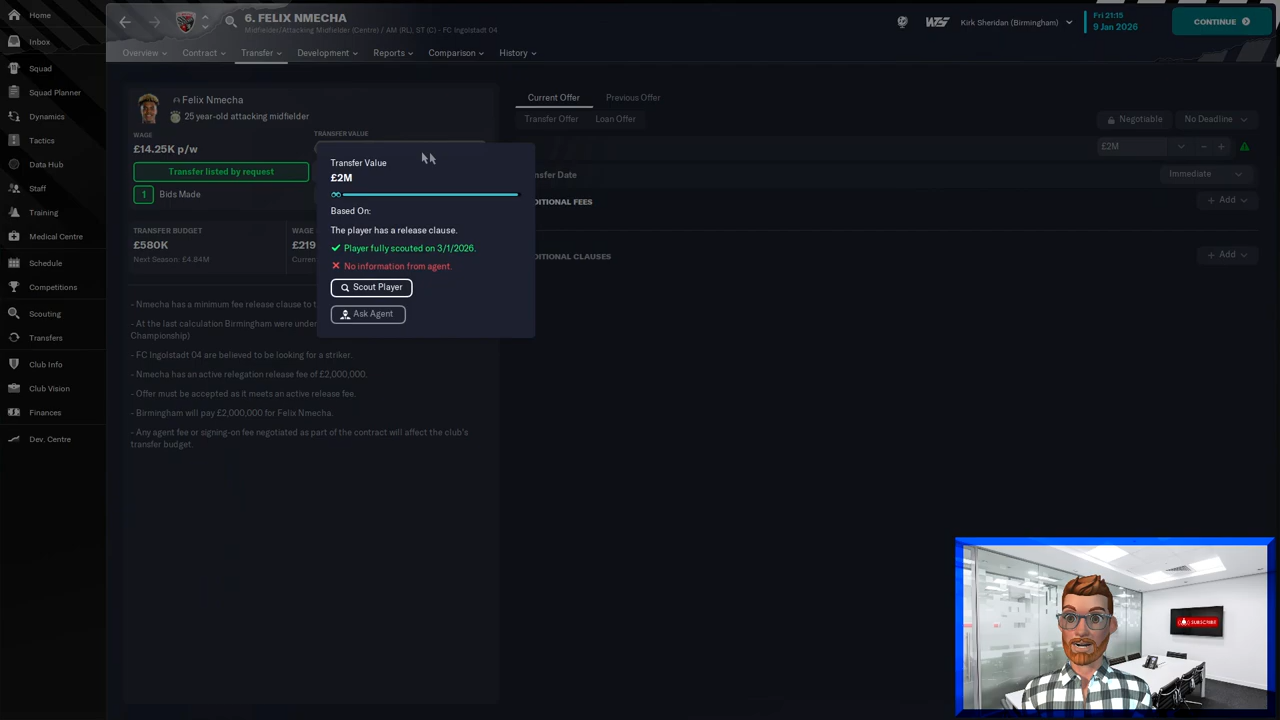 Home
Inbox
Squad
Squad Planner
Dynamics
Tactics
Data Hub
Staff
Training
Medical Centre
Schedule
Competitions
Scouting
Transfers
Club Info
Club Vision
Finances
Dev. Centre
6. FELIX NMECHA
Midfielder/Attacking Midfielder (Centre) / AM (RL), ST (C) - FC Ingolstadt 04
Kirk Sheridan (Birmingham)
Fri 21:15
9 Jan 2026
CONTINUE
Overview
Contract
Transfer
Development
Reports
Comparison
History
Felix Nmecha
25 year-old attacking midfielder
WAGE
£14.25K p/w
TRANSFER VALUE
Transfer listed by request
1 Bids Made
TRANSFER BUDGET
£580K
Next Season: £4.84M
WAGE
£219
Curren
- Nmecha has a minimum fee release clause to t
- At the last calculation Birmingham were under
Championship)
- FC Ingolstadt 04 are believed to be looking for a striker.
- Nmecha has an active relegation release fee of £2,000,000.
- Offer must be accepted as it meets an active release fee.
- Birmingham will pay £2,000,000 for Felix Nmecha.
- Any agent fee or signing-on fee negotiated as part of the contract will affect the club's
transfer budget.
Transfer Value
£2M
Based On:
The player has a release clause.
Player fully scouted on 3/1/2026.
No information from agent.
Scout Player
Ask Agent
Current Offer
Previous Offer
Transfer Offer
Loan Offer
Negotiable
No Deadline
£2M
nsfer Date
Immediate
DITIONAL FEES
+ Add
DITIONAL CLAUSES
+ Add
SUBSCRIBE